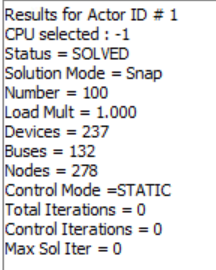 Results for Actor ID # 1
CPU selected : -1
Status = SOLVED
Solution Mode = Snap
Number = 100
Load Mult = 1.000
Devices = 237
Buses = 132
Nodes = 278
Control Mode =STATIC
Total Iterations = 0
Control Iterations = 0
Max Sol Iter = 0